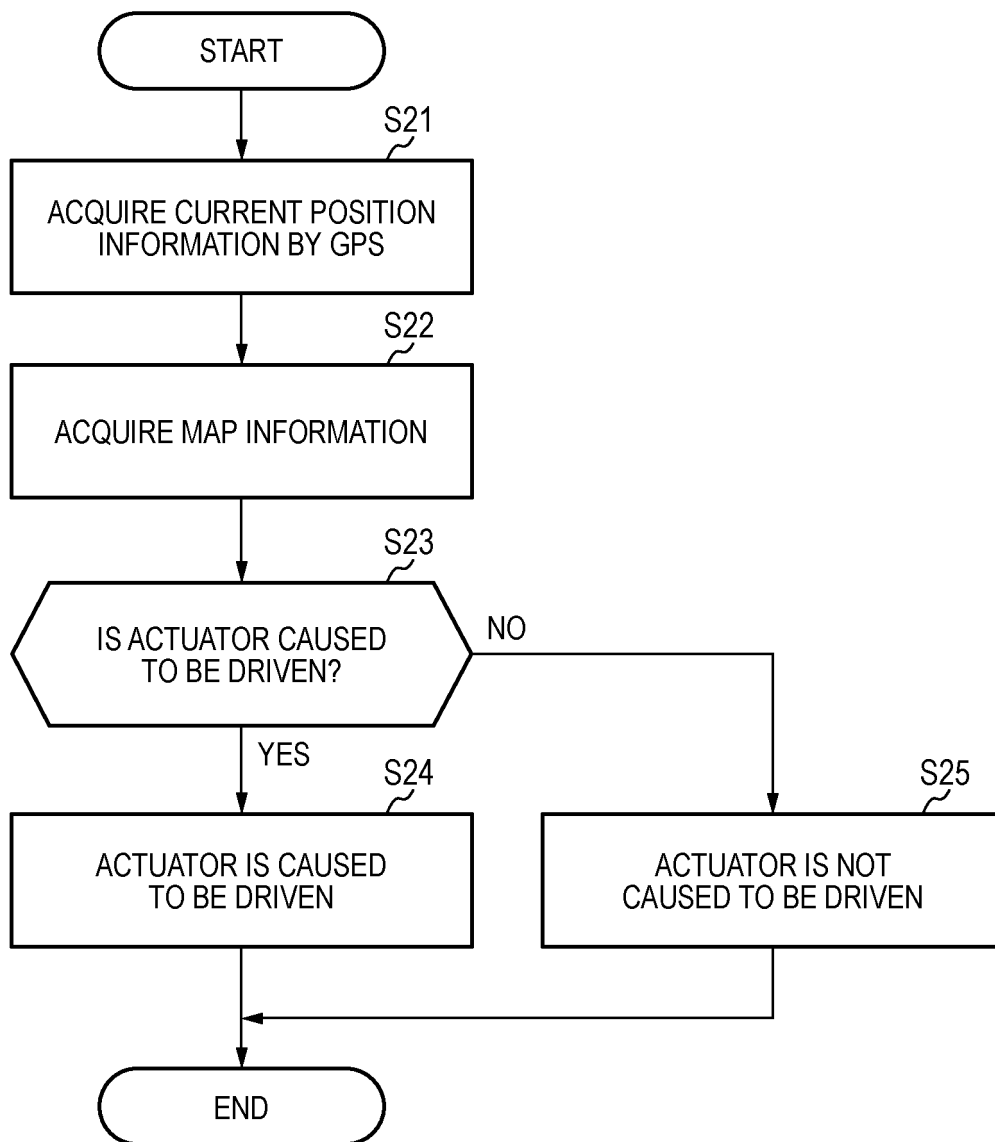 START
S21
ACQUIRE CURRENT POSITION
INFORMATION BY GPS
S22
ACQUIRE MAP INFORMATION
S23
IS ACTUATOR CAUSED
TO BE DRIVEN?
NO
YES
S24
ACTUATOR IS CAUSED
TO BE DRIVEN
S25
ACTUATOR IS NOT
CAUSED TO BE DRIVEN
END